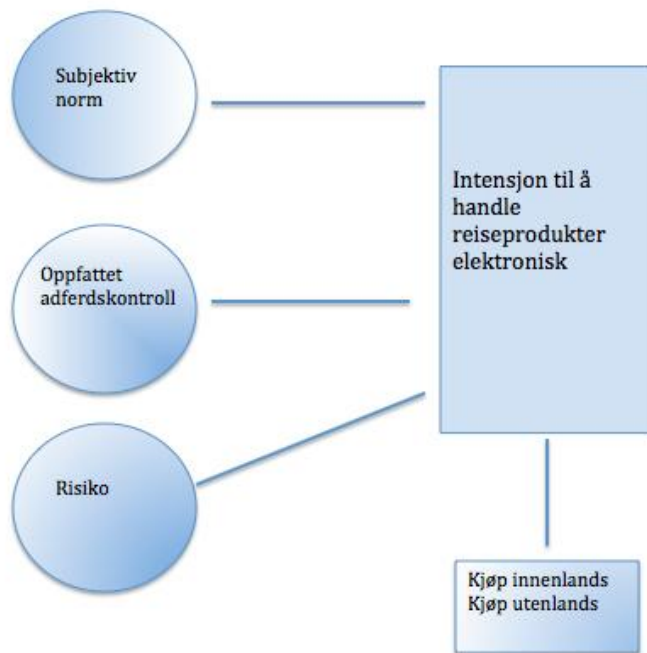 Subjektiv
norm
Intensjon til å
handle
reiseprodukter
elektronisk
Oppfattet
adferdskontroll
Risiko
Kjøp innenlands
Kjøp utenlands